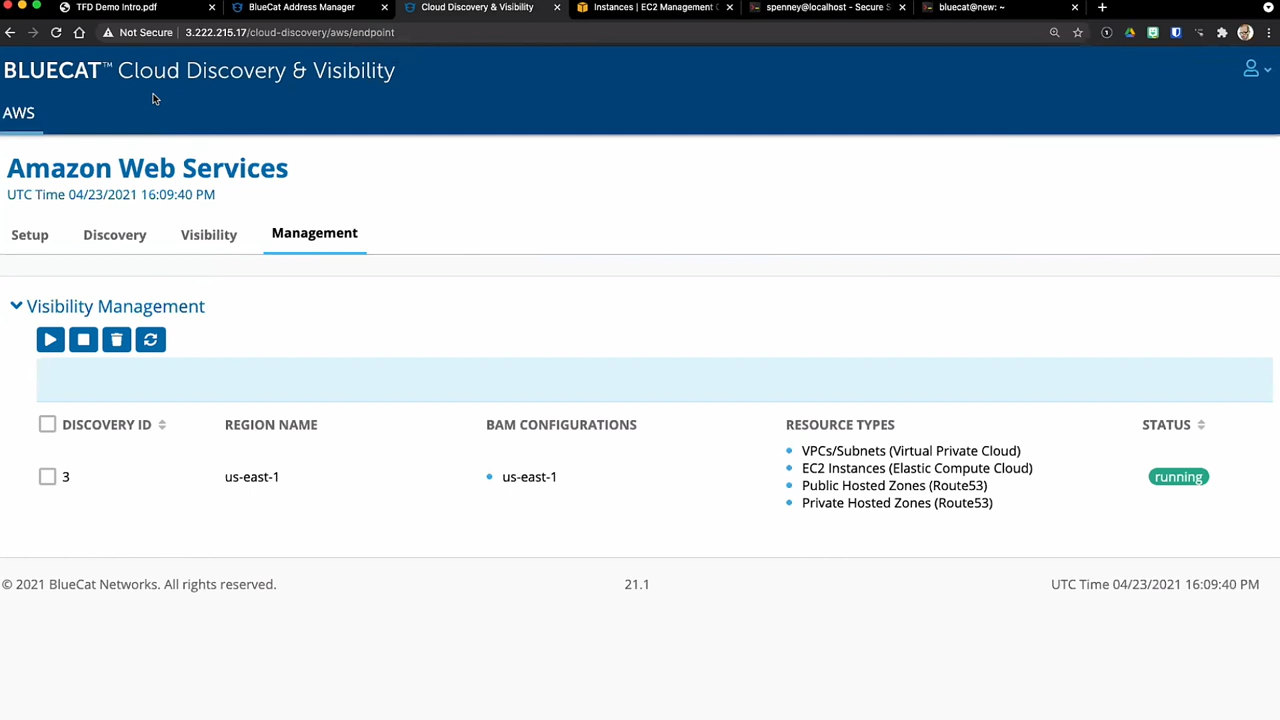 TFD Demo Intro.pdf
BlueCat Address Manager
Cloud Discovery & Visibility
Instances | EC2 Management C
spenney@localhost - Secure S
bluecat@new: ~
Not Secure | 3.222.215.17/cloud-discovery/aws/endpoint
BLUECAT™ Cloud Discovery & Visibility
AWS
Amazon Web Services
UTC Time 04/23/2021 16:09:40 PM
Setup Discovery Visibility Management
Visibility Management
DISCOVERY ID REGION NAME BAM CONFIGURATIONS RESOURCE TYPES STATUS
3 us-east-1 us-east-1 running
VPCs/Subnets (Virtual Private Cloud)
EC2 Instances (Elastic Compute Cloud)
Public Hosted Zones (Route53)
Private Hosted Zones (Route53)
© 2021 BlueCat Networks. All rights reserved. 21.1 UTC Time 04/23/2021 16:09:40 PM